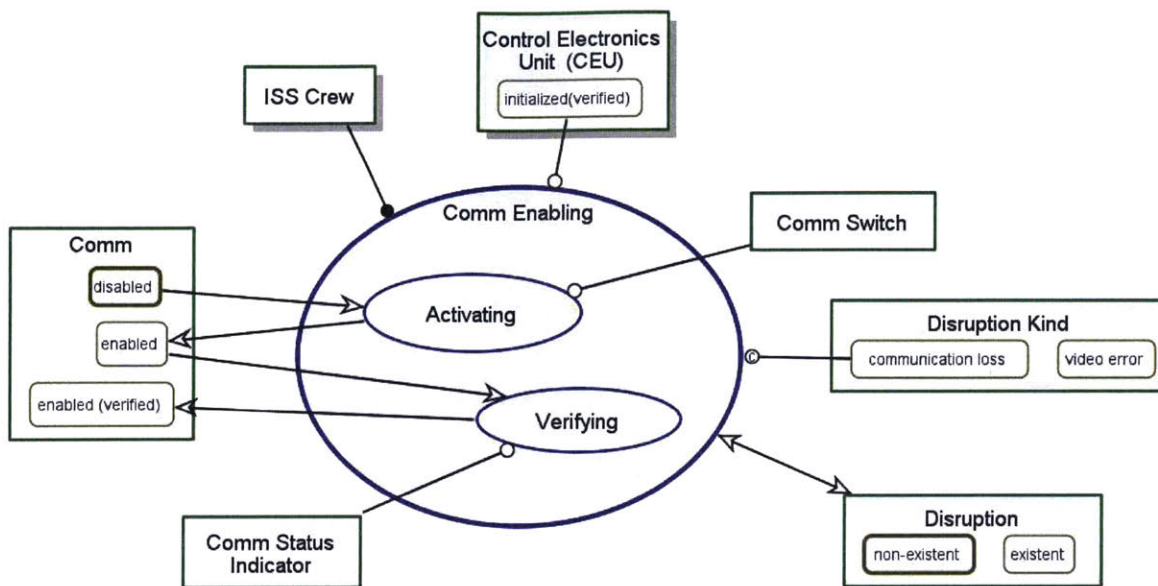 Control Electronics
Unit (CEU)
initialized(verified)
ISS Crew
Comm Enabling
Comm Switch
Comm
disabled
enabled
enabled (verified)
Activating
Verifying
Disruption Kind
communication loss
video error
c
Comm Status
Indicator
Disruption
non-existent
existent